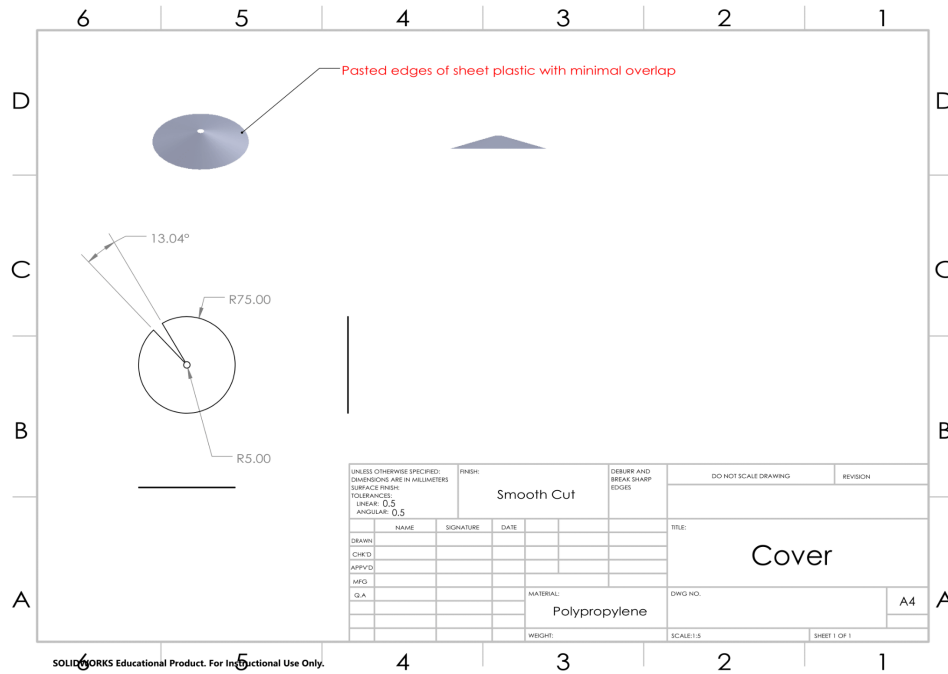 6 5 4 3 2 1
Pasted edges of sheet plastic with minimal overlap
D D
13.04°
C C
R75.00
B B
R5.00
UNLESS OTHERWISE SPECIFIED:
DIMENSIONS ARE IN MILLIMETERS
SURFACE FINISH:
TOLERANCES:
LINEAR: 0.5
ANGULAR: 0.5
FINISH:
Smooth Cut
DEBURR AND
BREAK SHARP
EDGES
DO NOT SCALE DRAWING
REVISION
NAME SIGNATURE DATE
DRAWN
CHK'D
APPV'D
MFG
Q.A
TITLE:
Cover
MATERIAL:
Polypropylene
DWG NO.
A4
WEIGHT:
SCALE:1:5
SHEET 1 OF 1
A A
6 5 4 3 2 1
SOLIDWORKS Educational Product. For Instructional Use Only.